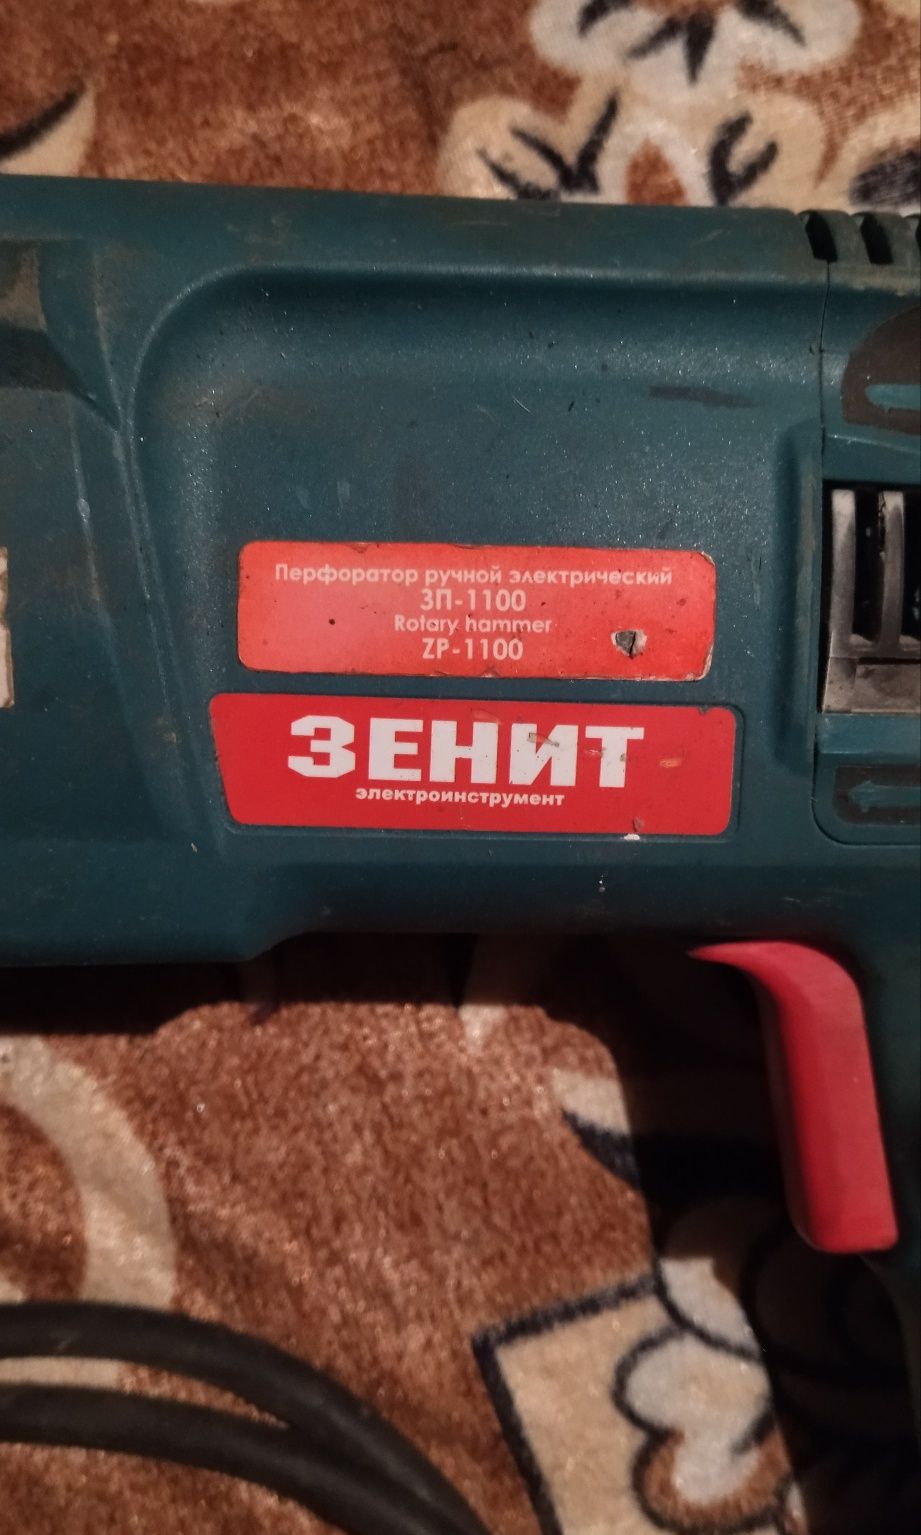 Перфоратор ручной электрический
ЗП-1100
Rotary hammer
ZP-1100
ЗЕНИТ
электроинструмент